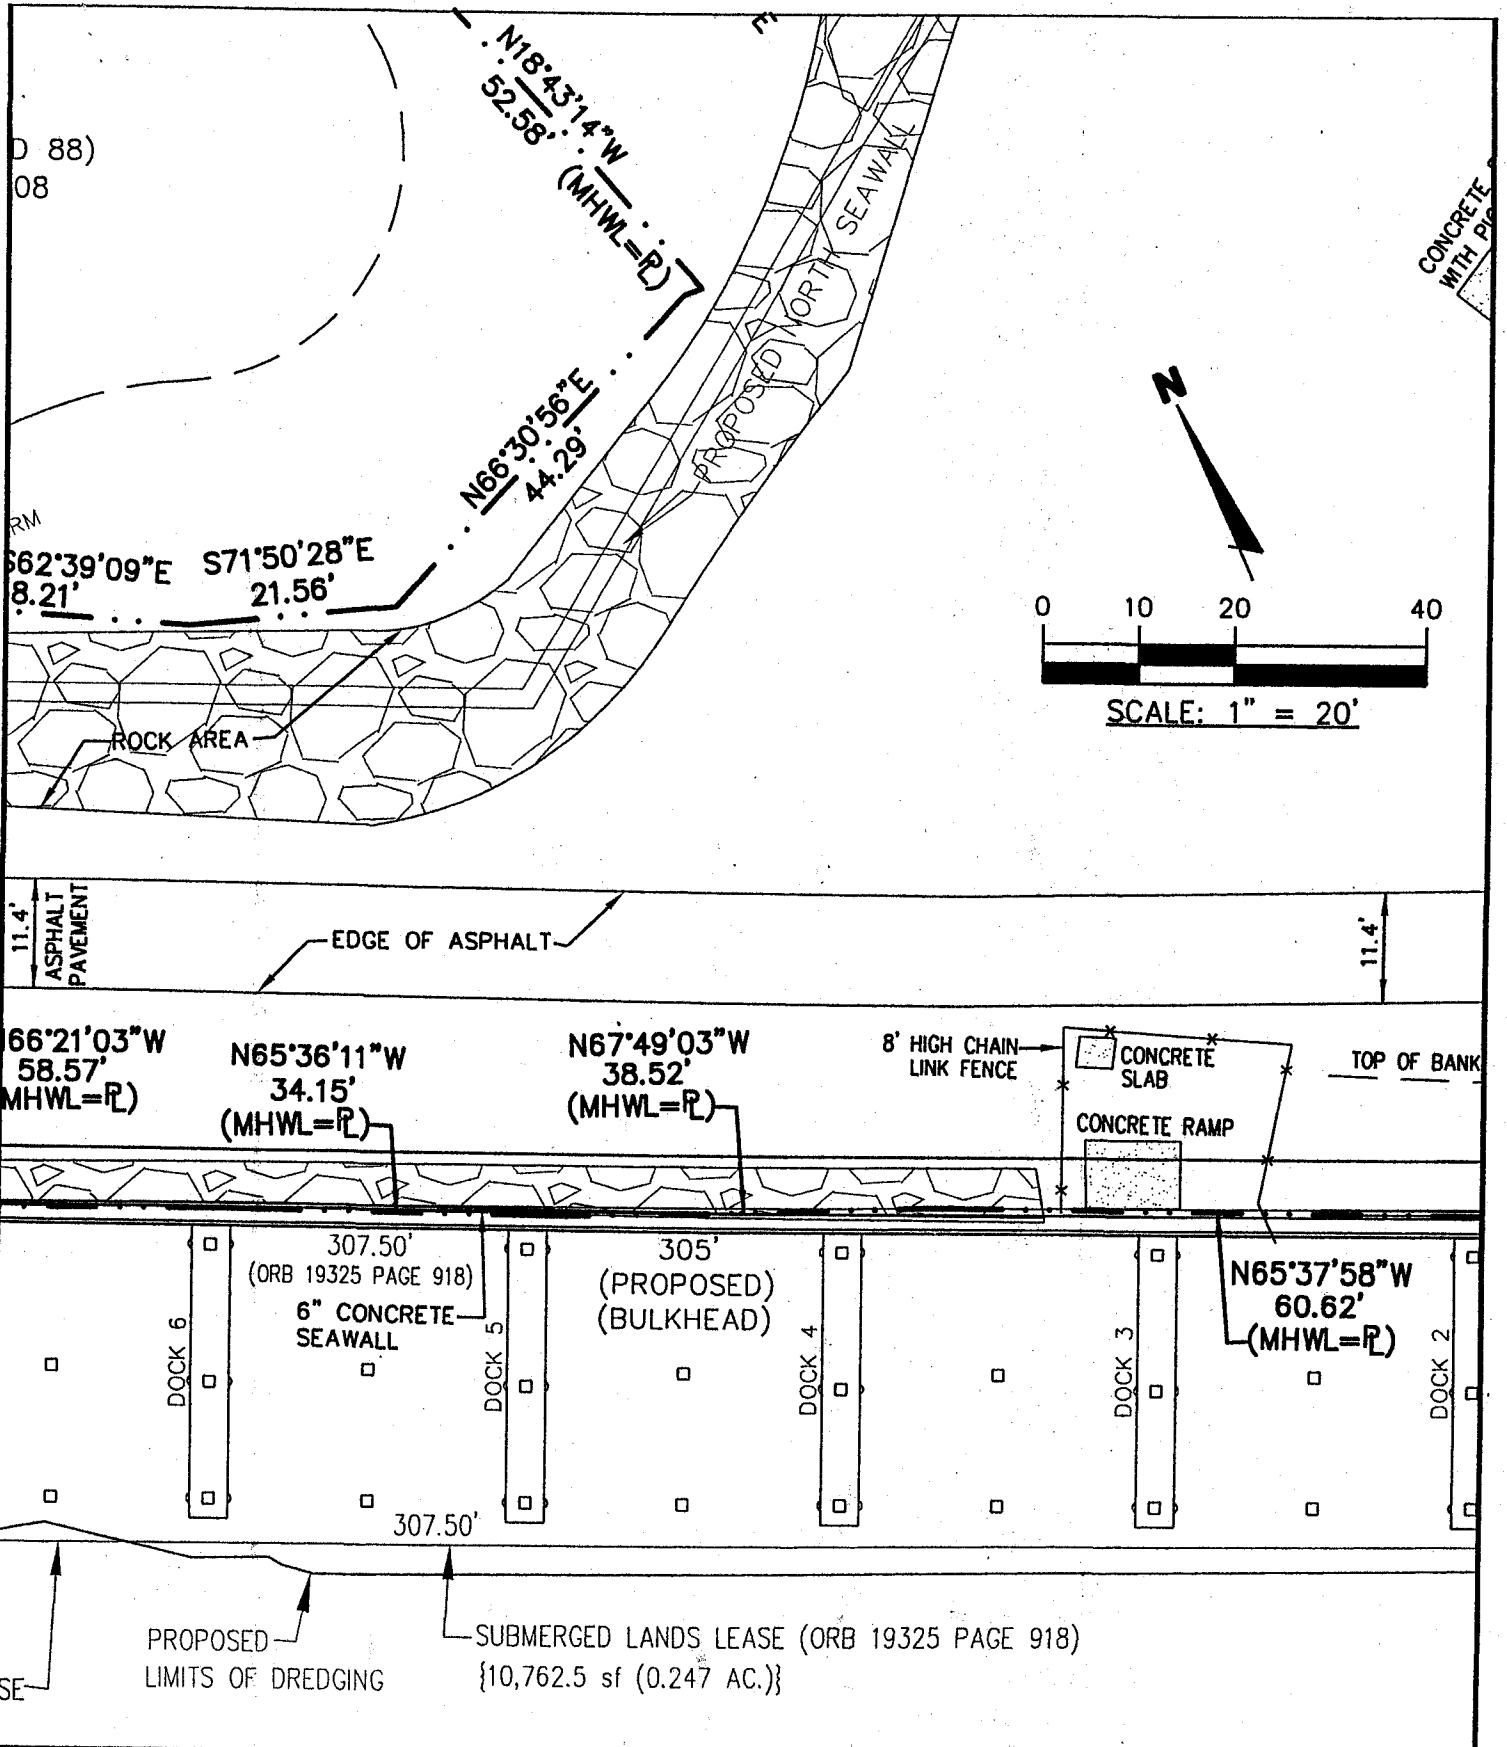 N18°43'14"W
52.58'
(MHWL=PL)
E
D 88)
08
PROPOSED NORTH SEAWALL
CONCRETE
WITH
N
N66°30'56"E
44.29'
RM
S62°39'09"E
8.21'
S71°50'28"E
21.56'
0 10 20 40
SCALE: 1" = 20'
ROCK AREA
11.4'
ASPHALT
PAVEMENT
EDGE OF ASPHALT
11.4'
N66°21'03"W
58.57'
(MHWL=PL)
N65°36'11"W
34.15'
(MHWL=PL)
N67°49'03"W
38.52'
(MHWL=PL)
8' HIGH CHAIN
LINK FENCE
CONCRETE
SLAB
CONCRETE RAMP
TOP OF BANK
307.50'
(ORB 19325 PAGE 918)
6" CONCRETE
SEAWALL
305'
(PROPOSED)
(BULKHEAD)
N65°37'58"W
60.62'
(MHWL=PL)
DOCK 6
DOCK 5
DOCK 4
DOCK 3
DOCK 2
307.50'
PROPOSED
LIMITS OF DREDGING
SUBMERGED LANDS LEASE (ORB 19325 PAGE 918)
{10,762.5 sf (0.247 AC.)}
SE